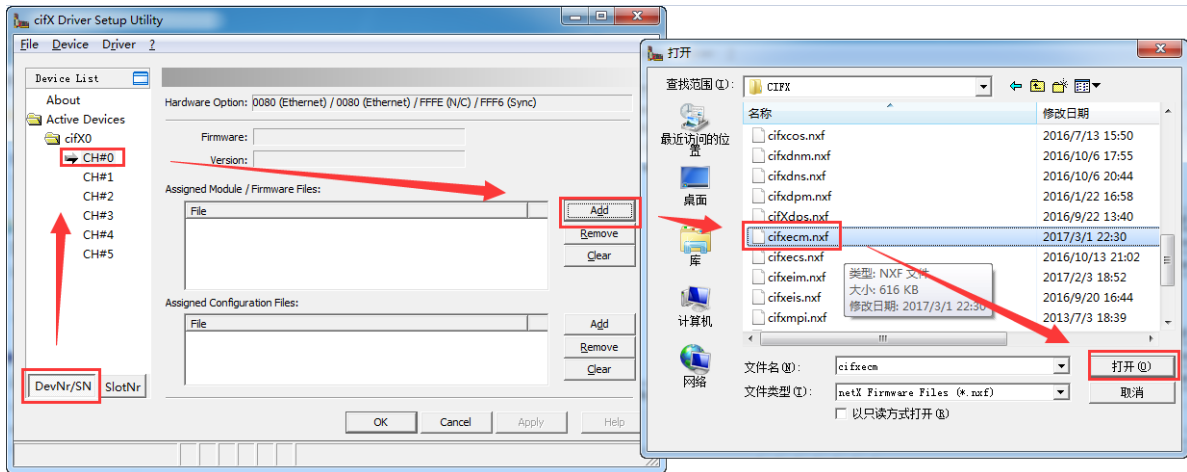 cifX Driver Setup Utility
File Device Driver ?
Device List
About
Active Devices
cifX0
CH#0
CH#1
CH#2
CH#3
CH#4
CH#5
DevNr/SN SlotNr
Hardware Option: 0080 (Ethernet) / 0080 (Ethernet) / FFFE (N/C) / FFF6 (Sync)
Firmware:
Version:
Assigned Module / Firmware Files:
File
Add
Remove
Clear
Assigned Configuration Files:
File
Add
Remove
Clear
OK Cancel Apply Help
打开
查找范围(I): CIFX
最近访问的位置
桌面
库
计算机
网络
名称 修改日期
cifxcos.nxf 2016/7/13 15:50
cifxdnm.nxf 2016/10/6 17:55
cifxdns.nxf 2016/10/6 20:44
cifxdpm.nxf 2016/1/22 16:58
cifXdps.nxf 2016/9/22 13:40
cifxecm.nxf 2017/3/1 22:30
cifxecs.nxf 2016/10/13 21:02
cifxeim.nxf 2017/2/3 18:52
cifxeis.nxf 2016/9/20 16:44
cifxmpi.nxf 2013/7/3 18:39
类型: NXF 文件
大小: 616 KB
修改日期: 2017/3/1 22:30
文件名(N): cifxecm 打开(O)
文件类型(T): netX Firmware Files (*.nxf) 取消
以只读方式打开(R)